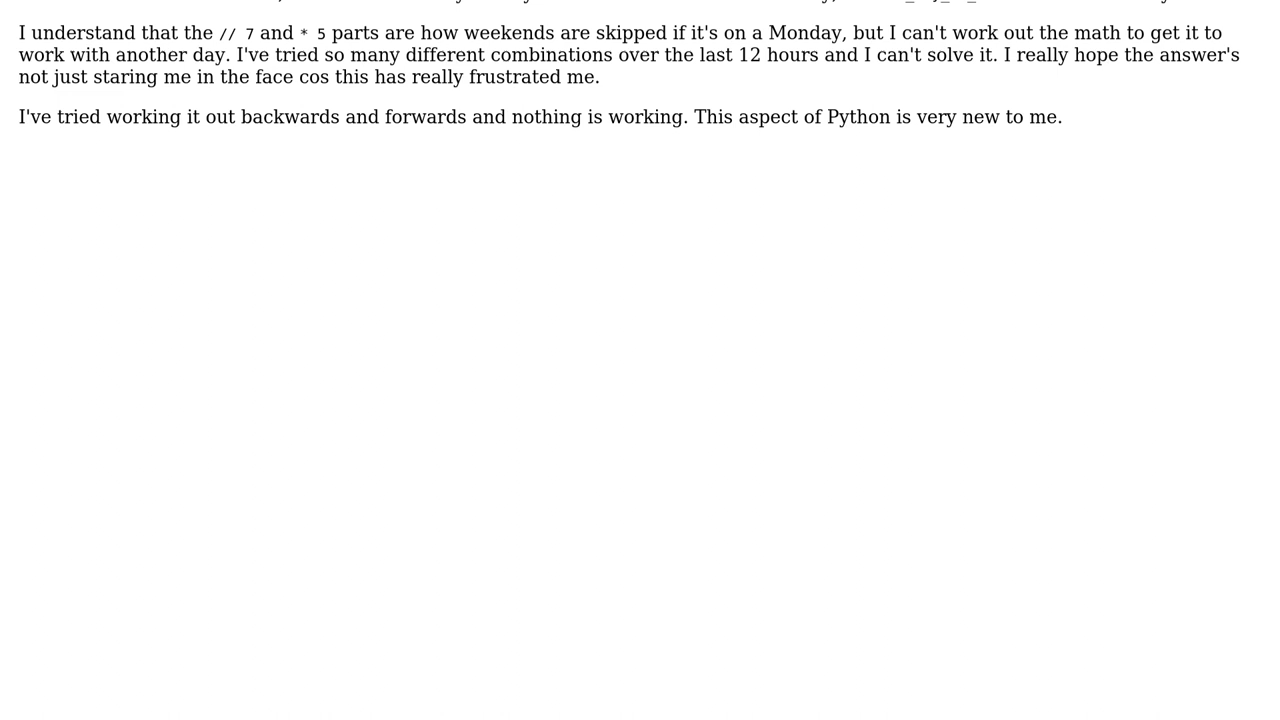 I understand that the // 7 and * 5 parts are how weekends are skipped if it's on a Monday, but I can't work out the math to get it to
work with another day. I've tried so many different combinations over the last 12 hours and I can't solve it. I really hope the answer's
not just staring me in the face cos this has really frustrated me.
I've tried working it out backwards and forwards and nothing is working. This aspect of Python is very new to me.